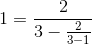 1 = \frac{2}{3 - \frac{2}{3-1}}